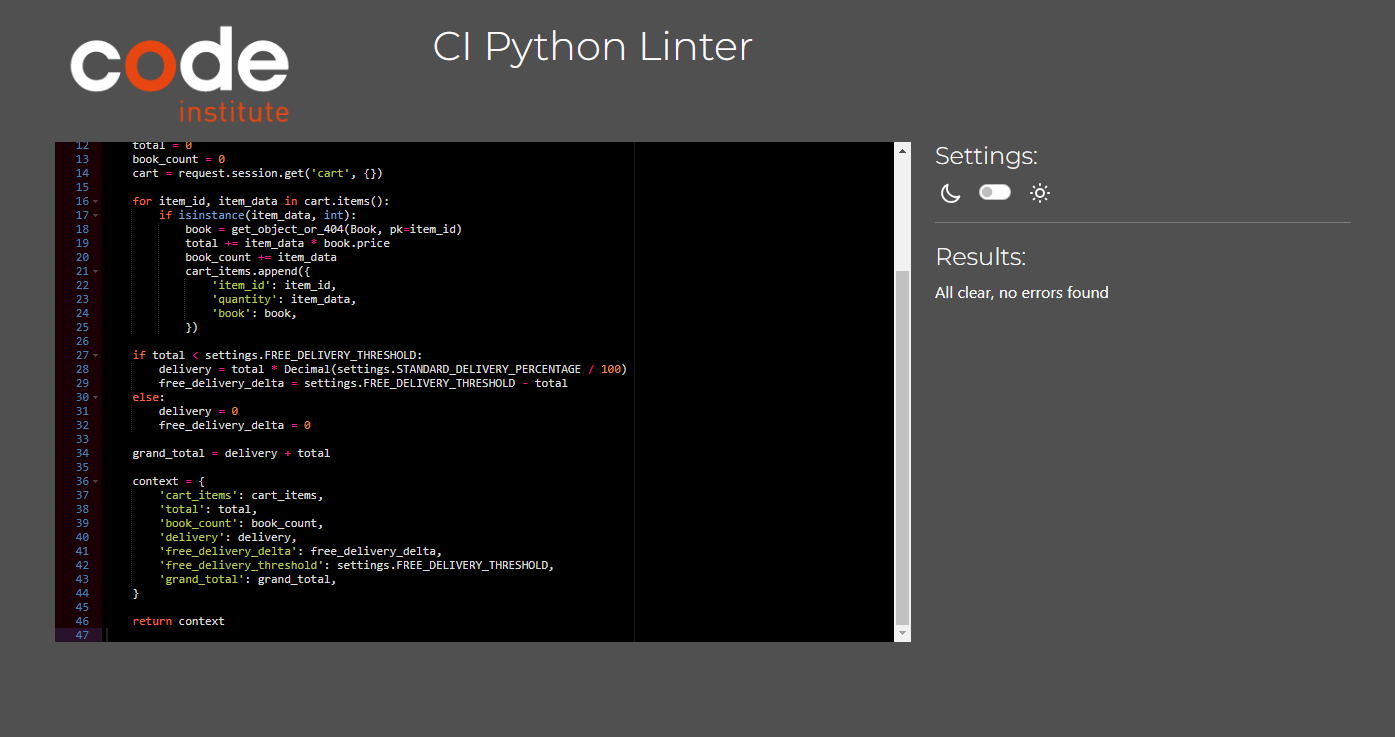 code
institute
CI Python Linter
12 total = 0
13 book_count = 0
14 cart = request.session.get('cart', {})
15
16 for item_id, item_data in cart.items():
17 if isinstance(item_data, int):
18 book = get_object_or_404(Book, pk=item_id)
19 total += item_data * book.price
20 book_count += item_data
21 cart_items.append({
22 'item_id': item_id,
23 'quantity': item_data,
24 'book': book,
25 })
26
27 if total < settings.FREE_DELIVERY_THRESHOLD:
28 delivery = total * Decimal(settings.STANDARD_DELIVERY_PERCENTAGE / 100)
29 free_delivery_delta = settings.FREE_DELIVERY_THRESHOLD - total
30 else:
31 delivery = 0
32 free_delivery_delta = 0
33
34 grand_total = delivery + total
35
36 context = {
37 'cart_items': cart_items,
38 'total': total,
39 'book_count': book_count,
40 'delivery': delivery,
41 'free_delivery_delta': free_delivery_delta,
42 'free_delivery_threshold': settings.FREE_DELIVERY_THRESHOLD,
43 'grand_total': grand_total,
44 }
45
46 return context
47
Settings:
Results:
All clear, no errors found